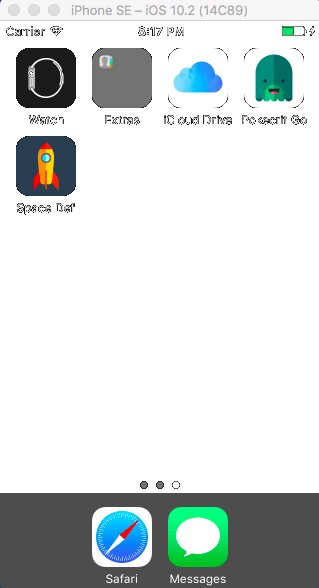 iPhone SE – iOS 10.2 (14C89)
Carrier 8:17 PM
Watch Extras iCloud Drive Pokecrit Go
Space Def
Safari Messages